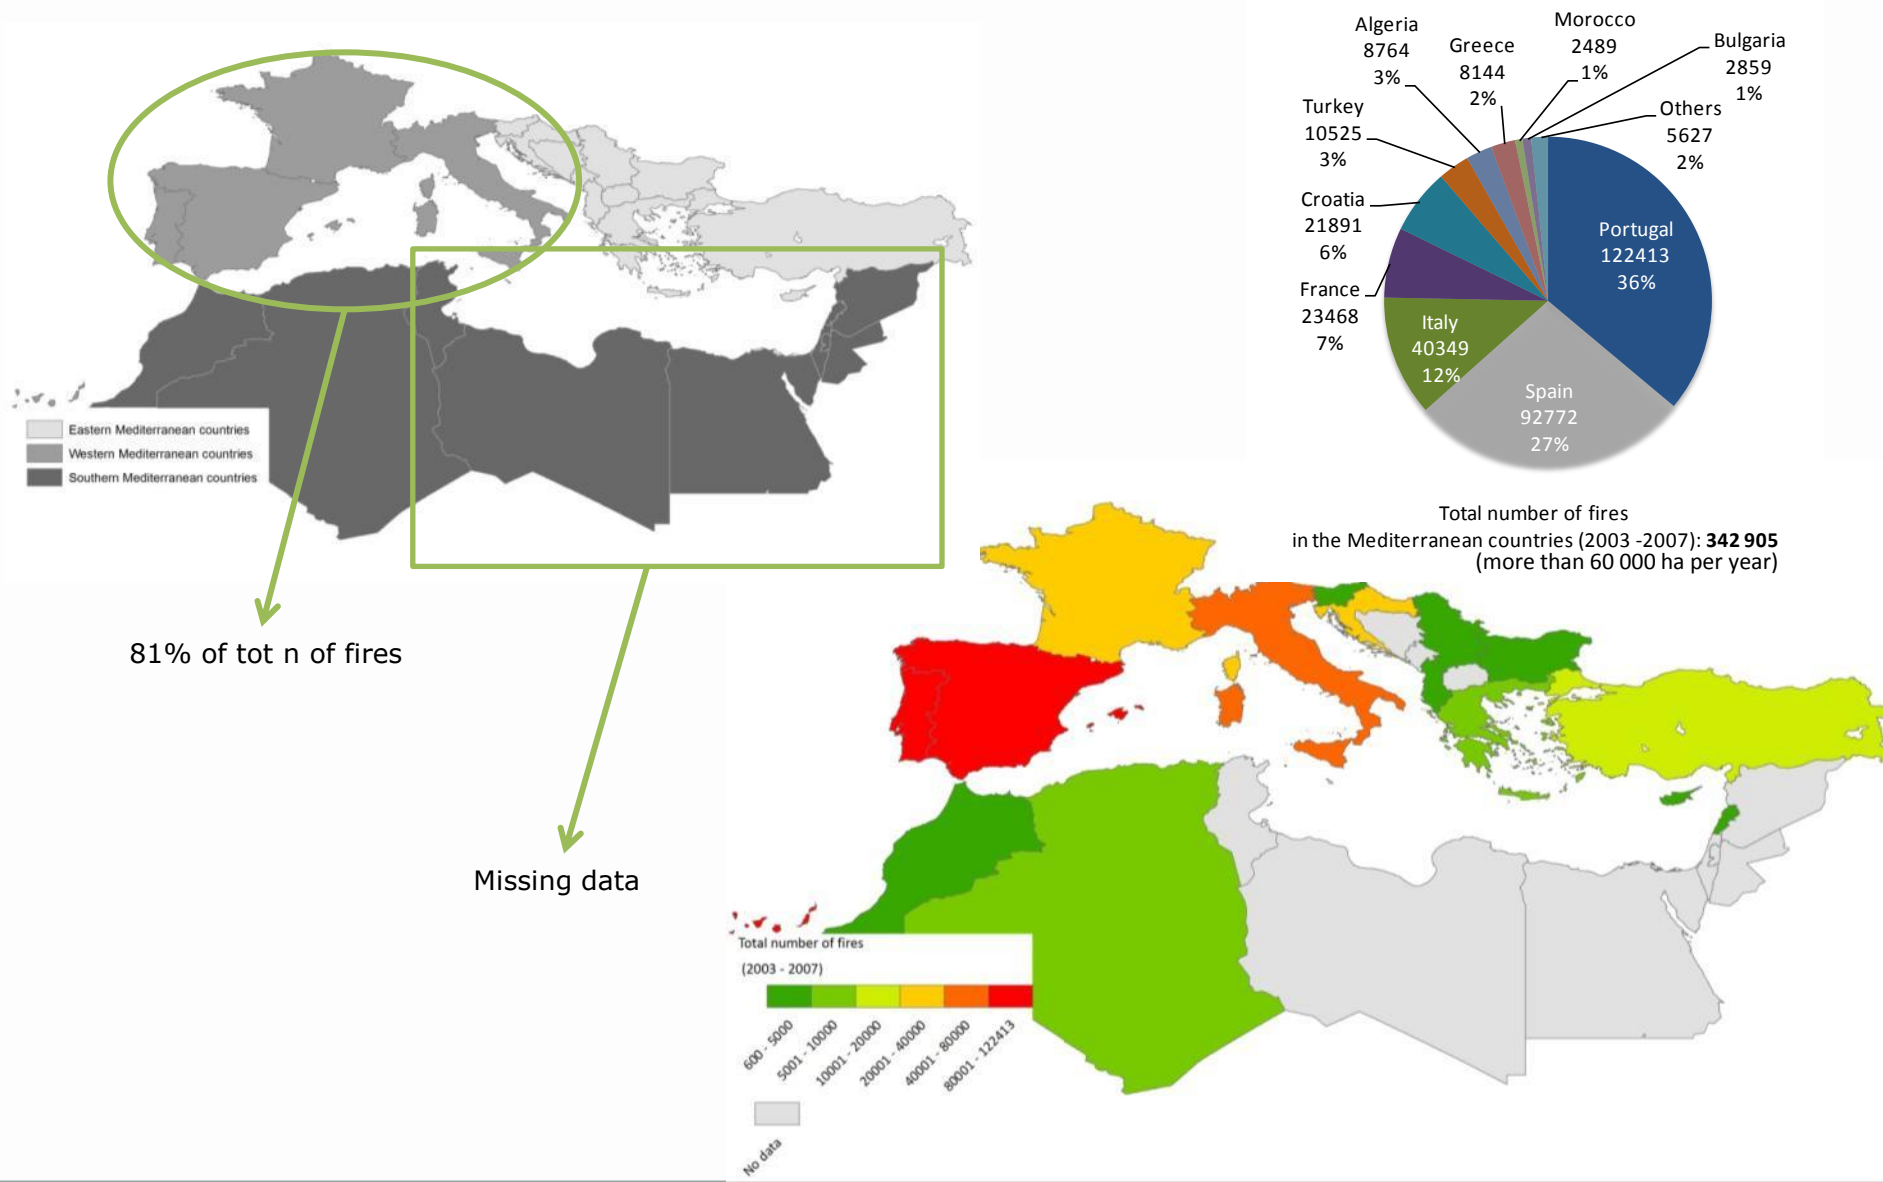 Eastern Mediterranean countries
Western Mediterranean countries
Southern Mediterranean countries
81% of tot n of fires
Missing data
Algeria
8764
3%
Greece
8144
2%
Morocco
2489
1%
Bulgaria
2859
1%
Others
5627
2%
Turkey
10525
3%
Croatia
21891
6%
France
23468
7%
Italy
40349
12%
Spain
92772
27%
Portugal
122413
36%
Total number of fires
in the Mediterranean countries (2003 -2007): 342 905
(more than 60 000 ha per year)
Total number of fires
(2003 - 2007)
600 - 5000
5001 - 10000
10001 - 20000
20001 - 40000
40001 - 80000
80001 - 122413
No data